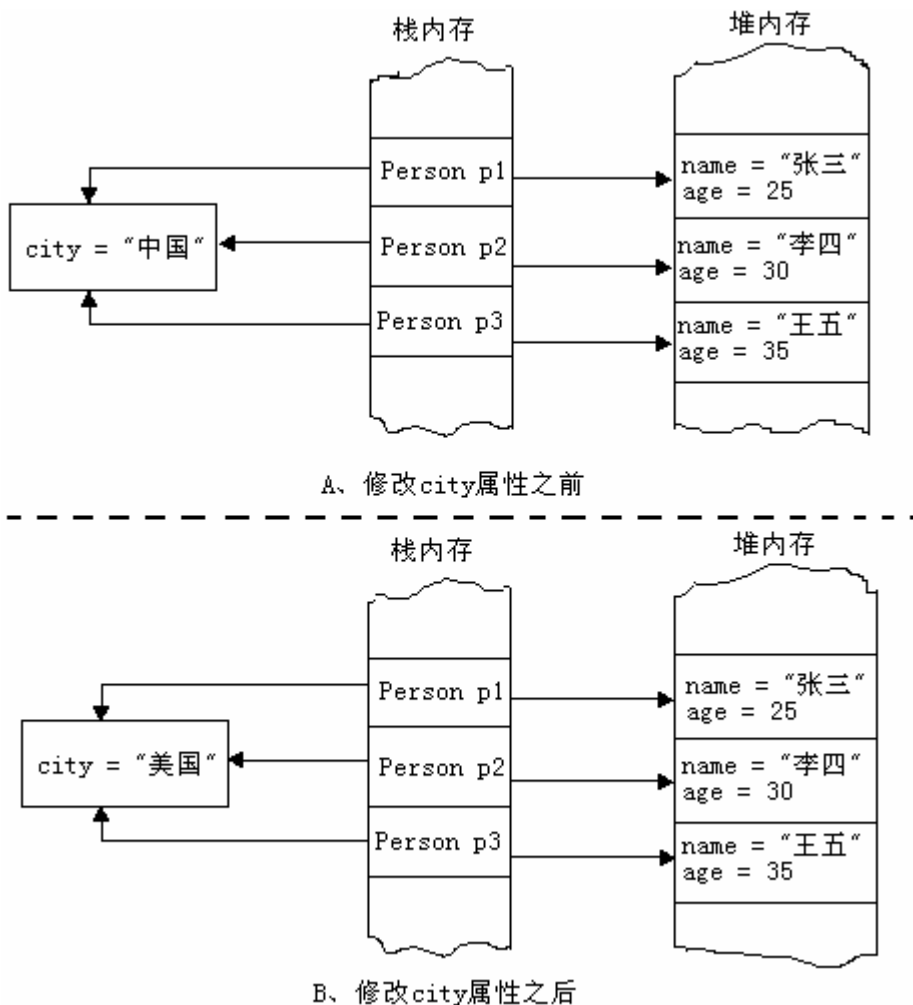 栈内存
堆内存
Person p1
name = "张三"
age = 25
city = "中国"
Person p2
name = "李四"
age = 30
Person p3
name = "王五"
age = 35
A、修改city属性之前
栈内存
堆内存
Person p1
name = "张三"
age = 25
city = "美国"
Person p2
name = "李四"
age = 30
Person p3
name = "王五"
age = 35
B、修改city属性之后